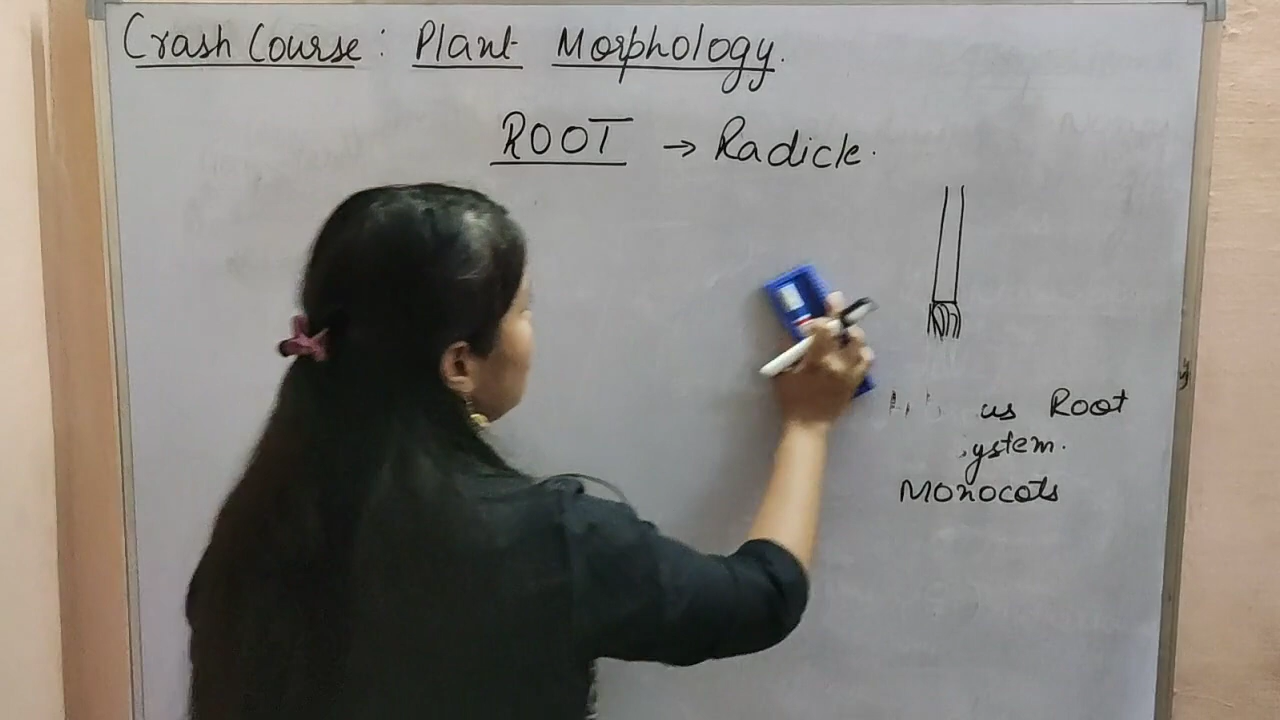 Crash Course: Plant Morphology.
ROOT → Radicle.
us Root
ystem.
Monocots